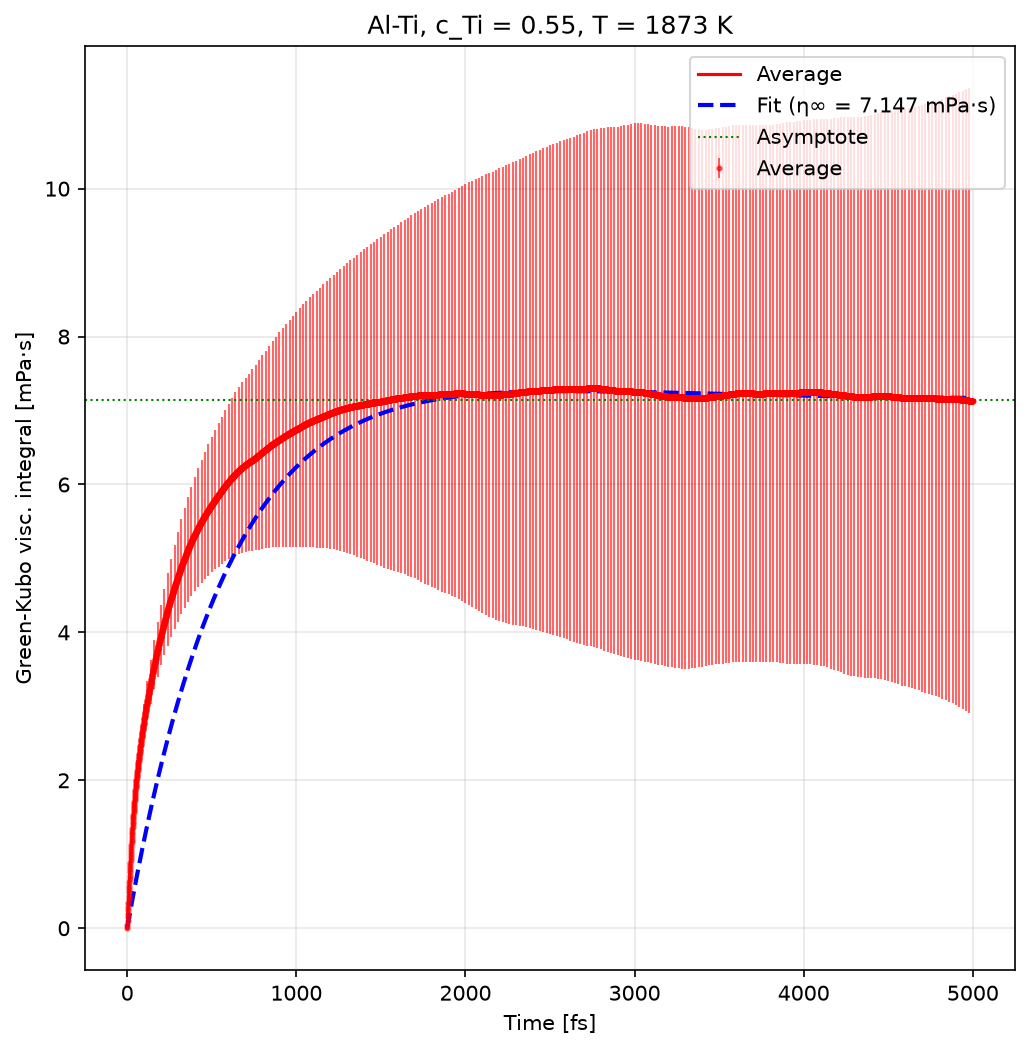 Al-Ti, c_Ti = 0.55, T = 1873 K
Average
Fit (η∞ = 7.147 mPa·s)
Asymptote
Average
Green-Kubo visc. integral [mPa·s]
10
8
6
4
2
0
0 1000 2000 3000 4000 5000
Time [fs]